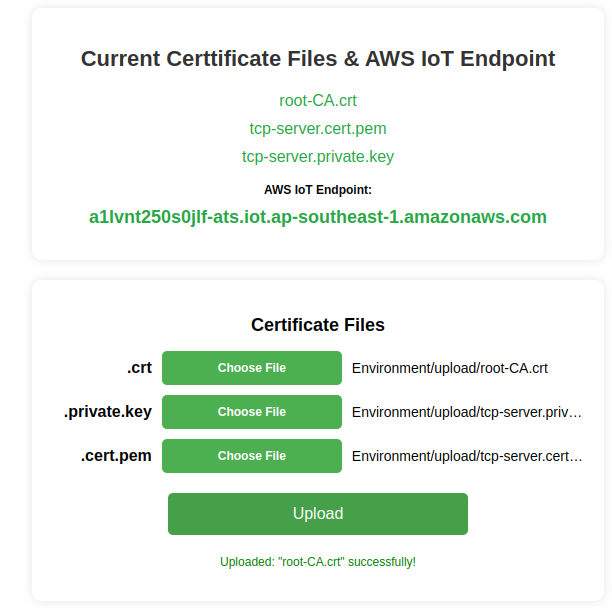 Current Certtificate Files & AWS IoT Endpoint
root-CA.crt
tcp-server.cert.pem
tcp-server.private.key
AWS IoT Endpoint:
a1lvnt250s0jlf-ats.iot.ap-southeast-1.amazonaws.com
Certificate Files
.crt Choose File Environment/upload/root-CA.crt
.private.key Choose File Environment/upload/tcp-server.priv…
.cert.pem Choose File Environment/upload/tcp-server.cert…
Upload
Uploaded: "root-CA.crt" successfully!